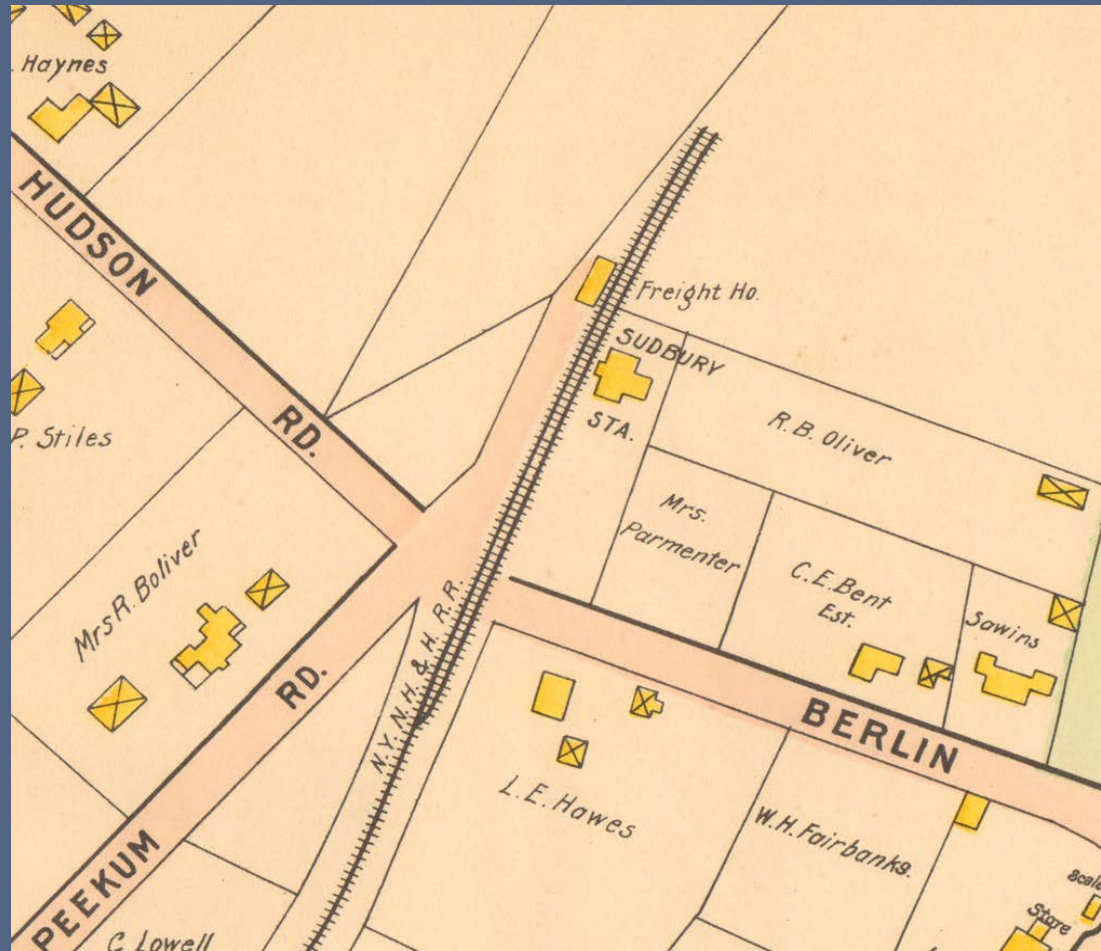 . Haynes
HUDSON
RD.
Freight Ho.
SUDBURY
STA.
P. Stiles
R. B. Oliver
Mrs.
Parmenter
C. E. Bent
Est.
Sawins
Mrs R. Boliver
RD.
N.Y. N.H. & H. R.R.
BERLIN
L. E. Hawes
W.H. Fairbanks.
PEEKUM
C. Lowell
Scale
Store